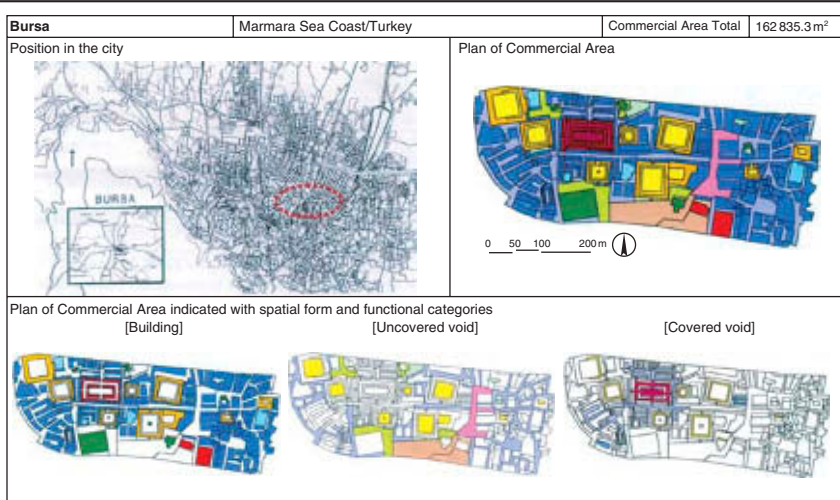 Bursa
Marmara Sea Coast/Turkey
Commercial Area Total
162 835.3 m²
Position in the city
BURSA
Plan of Commercial Area
0 50 100 200 m
Plan of Commercial Area indicated with spatial form and functional categories
[Building]
[Uncovered void]
[Covered void]